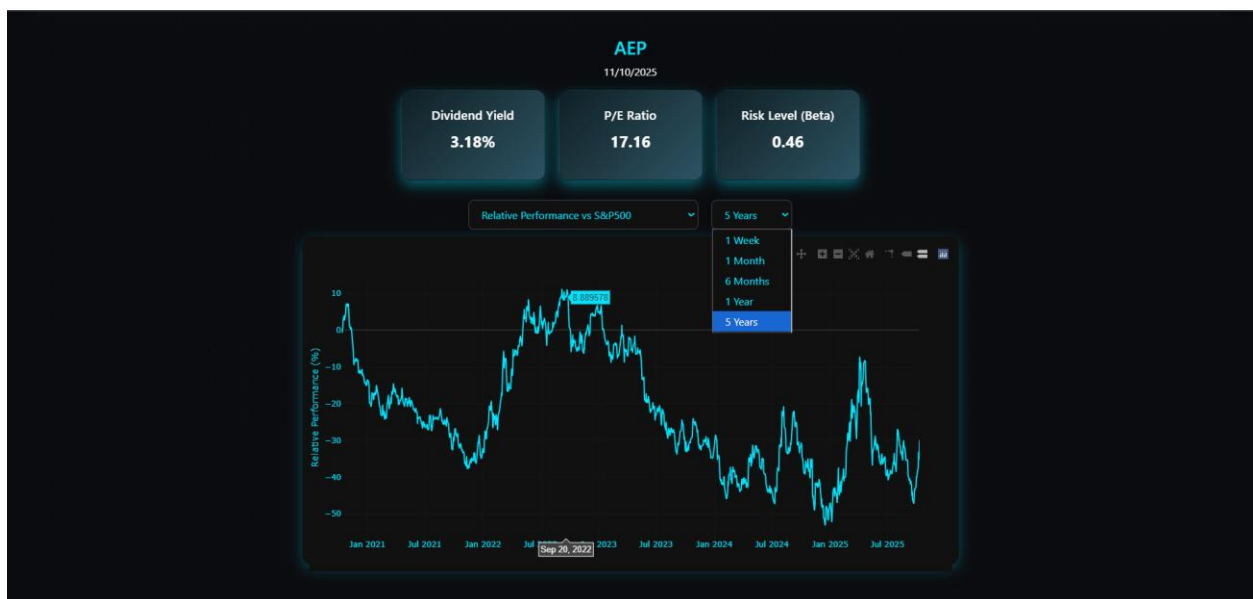 AEP
11/10/2025
Dividend Yield
3.18%
P/E Ratio
17.16
Risk Level (Beta)
0.46
Relative Performance vs S&P500
5 Years
1 Week
1 Month
6 Months
1 Year
5 Years
8.889578
10
0
−10
−20
−30
−40
−50
Relative Performance (%)
Jan 2021
Jul 2021
Jan 2022
Jul
Sep 20, 2022
2023
Jul 2023
Jan 2024
Jul 2024
Jan 2025
Jul 2025